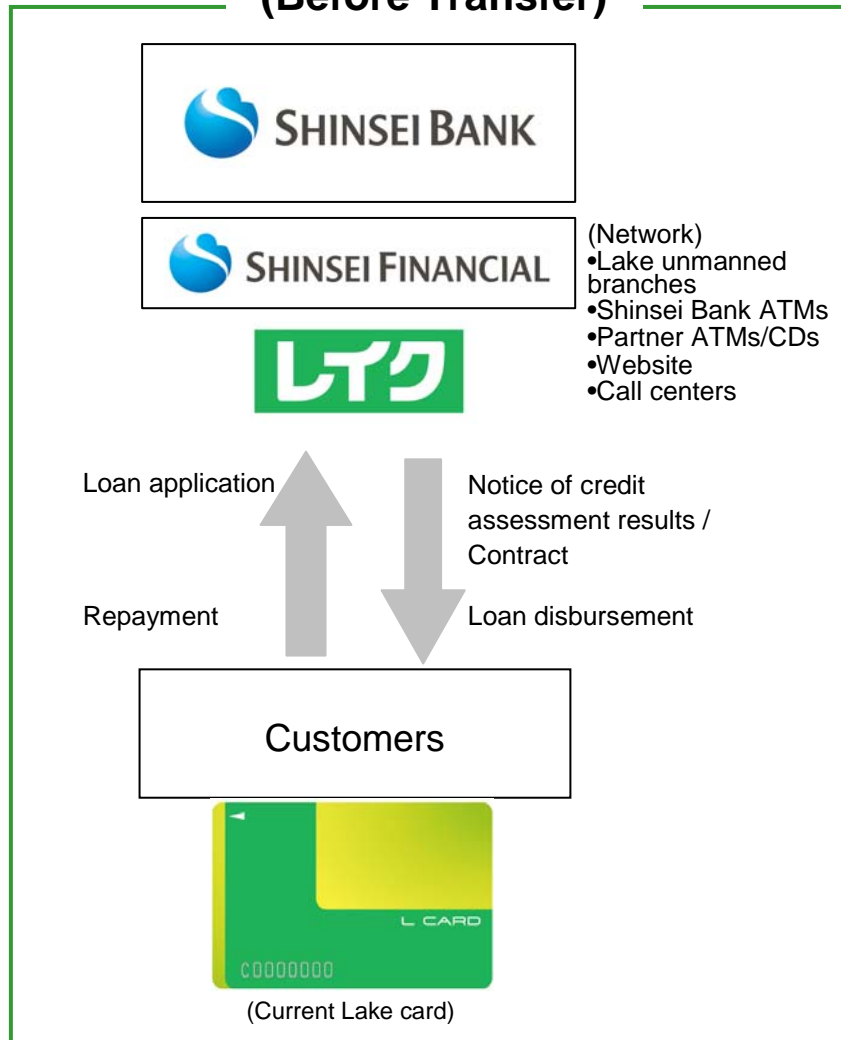 (Before Transfer)
SHINSEI BANK
SHINSEI FINANCIAL
(Network)
•Lake unmanned
branches
•Shinsei Bank ATMs
•Partner ATMs/CDs
•Website
•Call centers
レイク
Loan application
Notice of credit
assessment results /
Contract
Repayment
Loan disbursement
Customers
L CARD
C0000000
(Current Lake card)